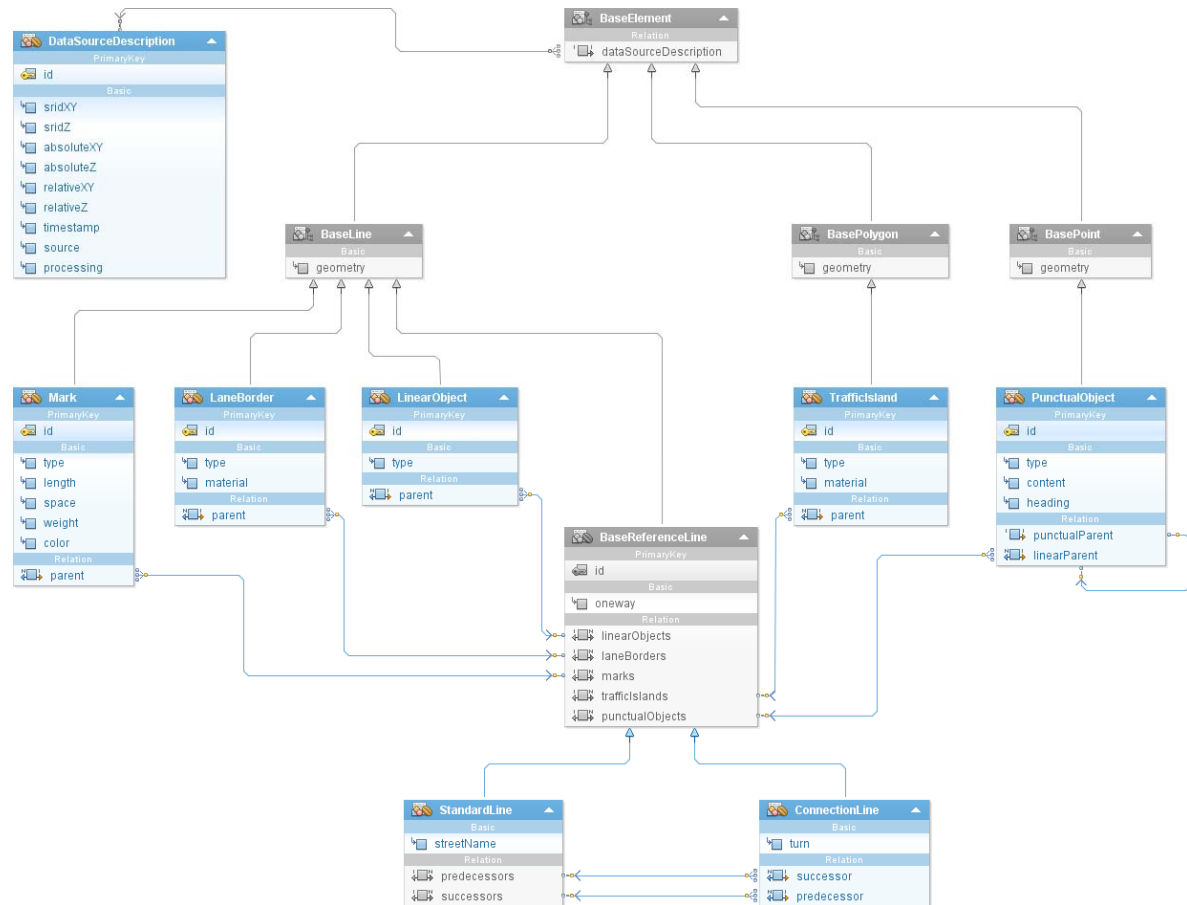 BaseElement
Relation
dataSourceDescription
DataSourceDescription
PrimaryKey
id
Basic
sridXY
sridZ
absoluteXY
absoluteZ
relativeXY
relativeZ
timestamp
source
processing
BaseLine
Basic
geometry
BasePolygon
Basic
geometry
BasePoint
Basic
geometry
Mark
PrimaryKey
id
Basic
type
length
space
weight
color
Relation
parent
LaneBorder
PrimaryKey
id
Basic
type
material
Relation
parent
LinearObject
PrimaryKey
id
Basic
type
Relation
parent
TrafficIsland
PrimaryKey
id
Basic
type
material
Relation
parent
PunctualObject
PrimaryKey
id
Basic
type
content
heading
Relation
punctualParent
linearParent
BaseReferenceLine
PrimaryKey
id
Basic
oneway
Relation
linearObjects
laneBorders
marks
trafficIslands
punctualObjects
StandardLine
Basic
streetName
Relation
predecessors
successors
ConnectionLine
Basic
turn
Relation
successor
predecessor